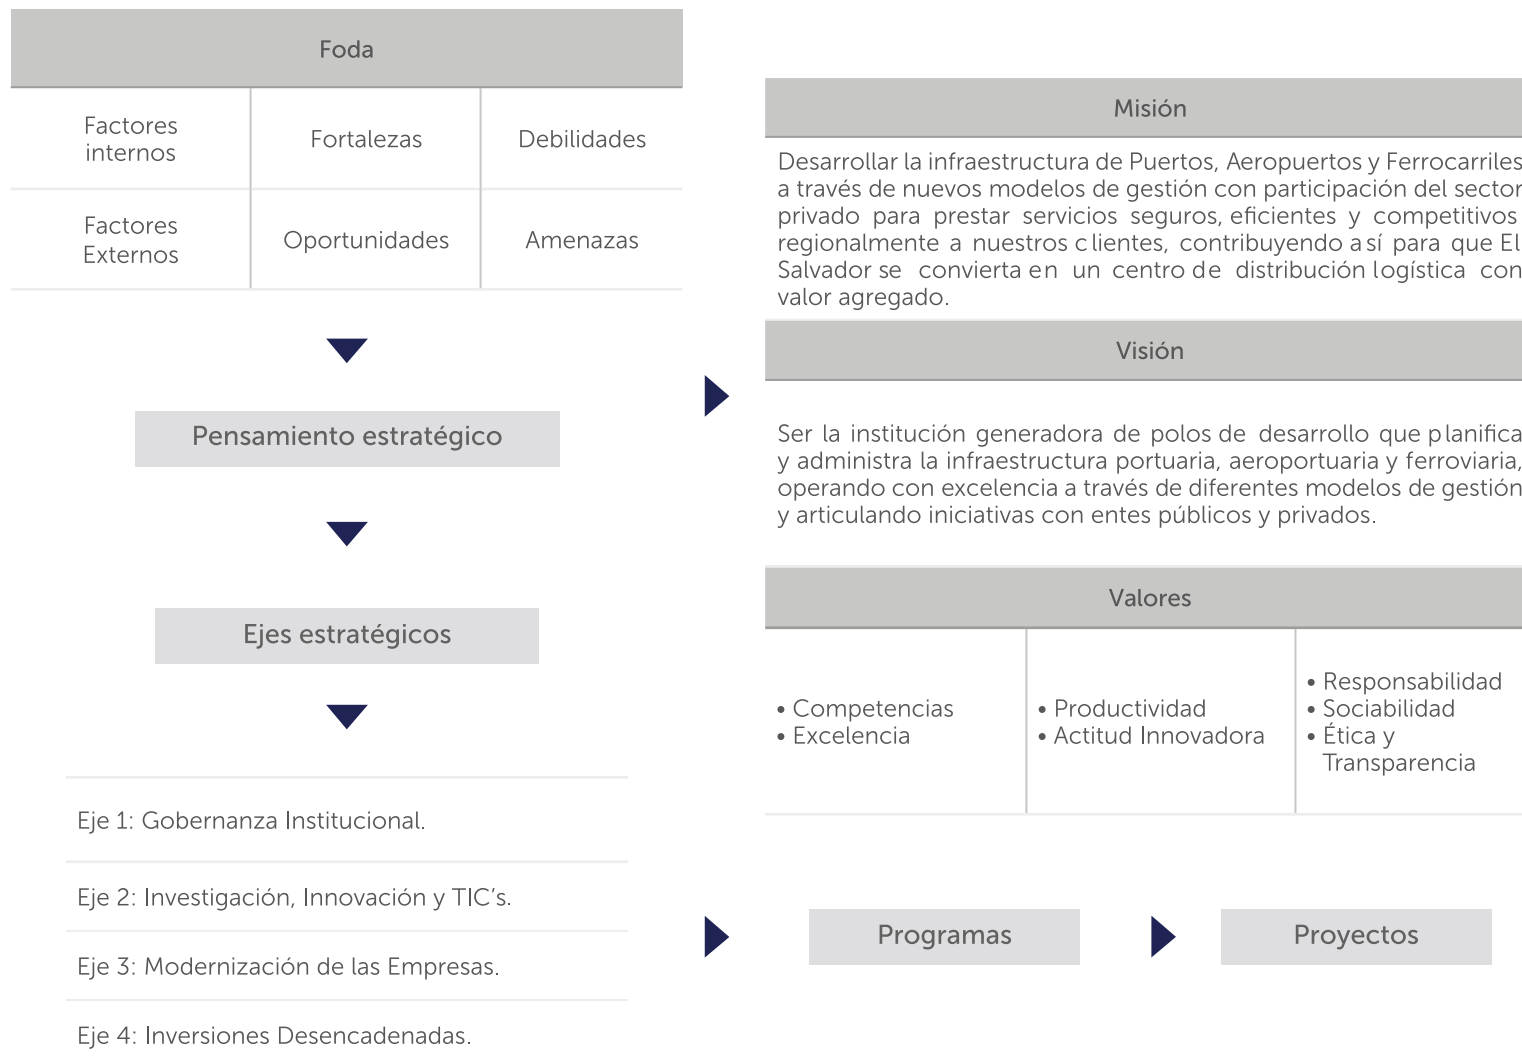 Foda
Factores
internos
Fortalezas
Debilidades
Factores
Externos
Oportunidades
Amenazas
Pensamiento estratégico
Ejes estratégicos
Eje 1: Gobernanza Institucional.
Eje 2: Investigación, Innovación y TIC’s.
Eje 3: Modernización de las Empresas.
Eje 4: Inversiones Desencadenadas.
Misión
Desarrollar la infraestructura de Puertos, Aeropuertos y Ferrocarriles
a través de nuevos modelos de gestión con participación del sector
privado para prestar servicios seguros, eficientes y competitivos
regionalmente a nuestros clientes, contribuyendo así para que El
Salvador se convierta en un centro de distribución logística con
valor agregado.
Visión
Ser la institución generadora de polos de desarrollo que planifica
y administra la infraestructura portuaria, aeroportuaria y ferroviaria,
operando con excelencia a través de diferentes modelos de gestión
y articulando iniciativas con entes públicos y privados.
Valores
• Competencias
• Excelencia
• Productividad
• Actitud Innovadora
• Responsabilidad
• Sociabilidad
• Ética y
Transparencia
Programas
Proyectos